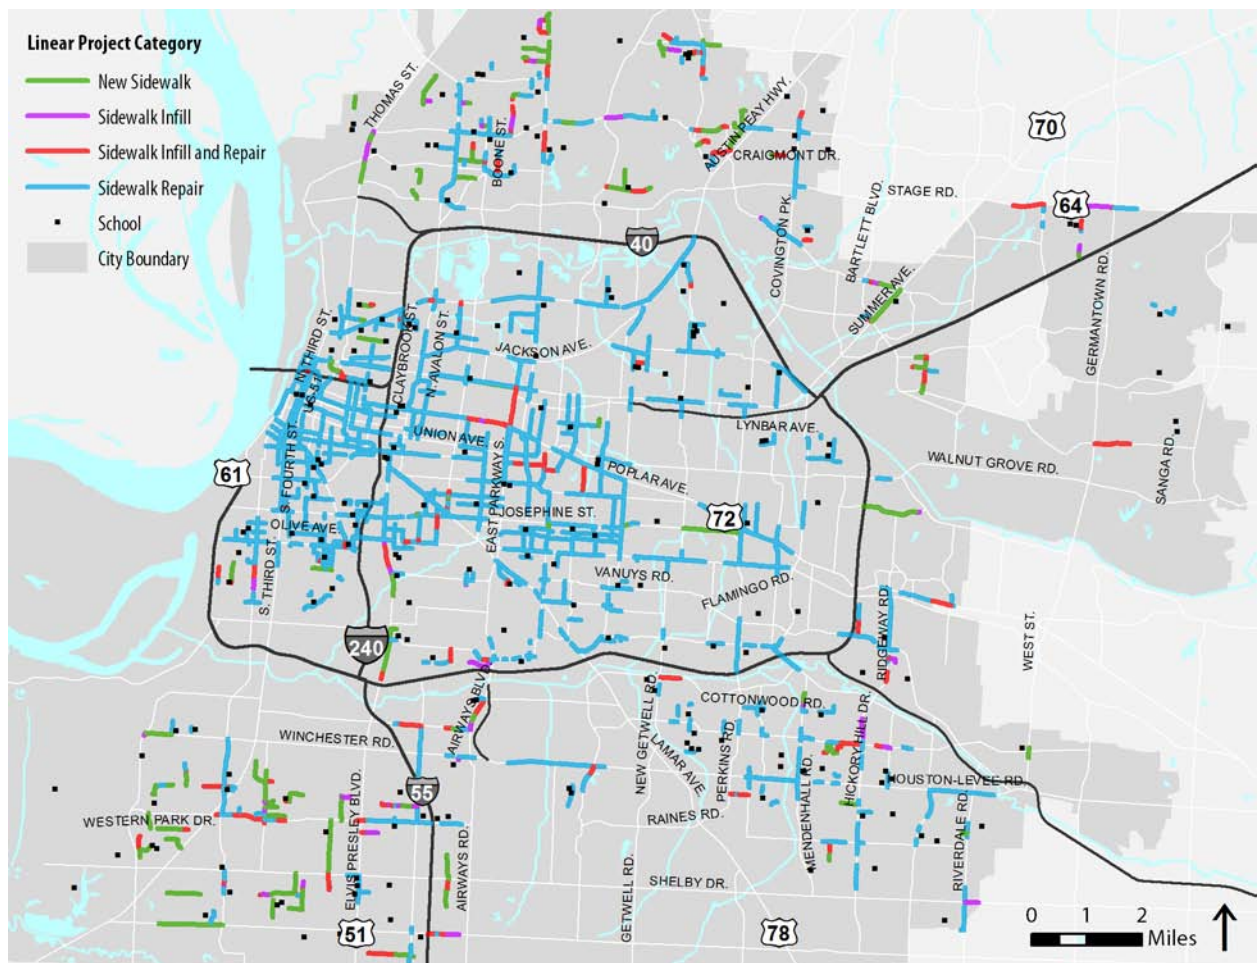 Linear Project Category
New Sidewalk
Sidewalk Infill
Sidewalk Infill and Repair
Sidewalk Repair
School
City Boundary
THOMAS ST.
BOONE ST.
AUSTIN PEAY HWY.
CRAIGMONT DR.
70
STAGE RD.
64
COVINGTON PK.
BARTLETT BLVD.
40
SUMMER AVE.
GERMANTOWN RD.
N. THIRD ST.
US-51
CLAYBROOK ST.
N. AVALON ST.
JACKSON AVE.
LYNBAR AVE.
UNION AVE.
61
S. FOURTH ST.
EAST PARKWAY S.
POPLAR AVE.
WALNUT GROVE RD.
SANGA RD.
OLIVE AVE.
JOSEPHINE ST.
72
S. THIRD ST.
VANUYS RD.
FLAMINGO RD.
240
RIDGEWAY RD.
WEST ST.
AIRWAYS BLVD.
COTTONWOOD RD.
WINCHESTER RD.
NEW GETWELL RD.
LAMAR AVE.
PERKINS RD.
MENDENHALL RD.
HICKORY HILL DR.
HOUSTON-LEVEE RD.
55
WESTERN PARK DR.
ELVIS PRESLEY BLVD.
AIRWAYS RD.
RAINES RD.
RIVERDALE RD.
GETWELL RD.
SHELBY DR.
51
78
0 1 2
Miles